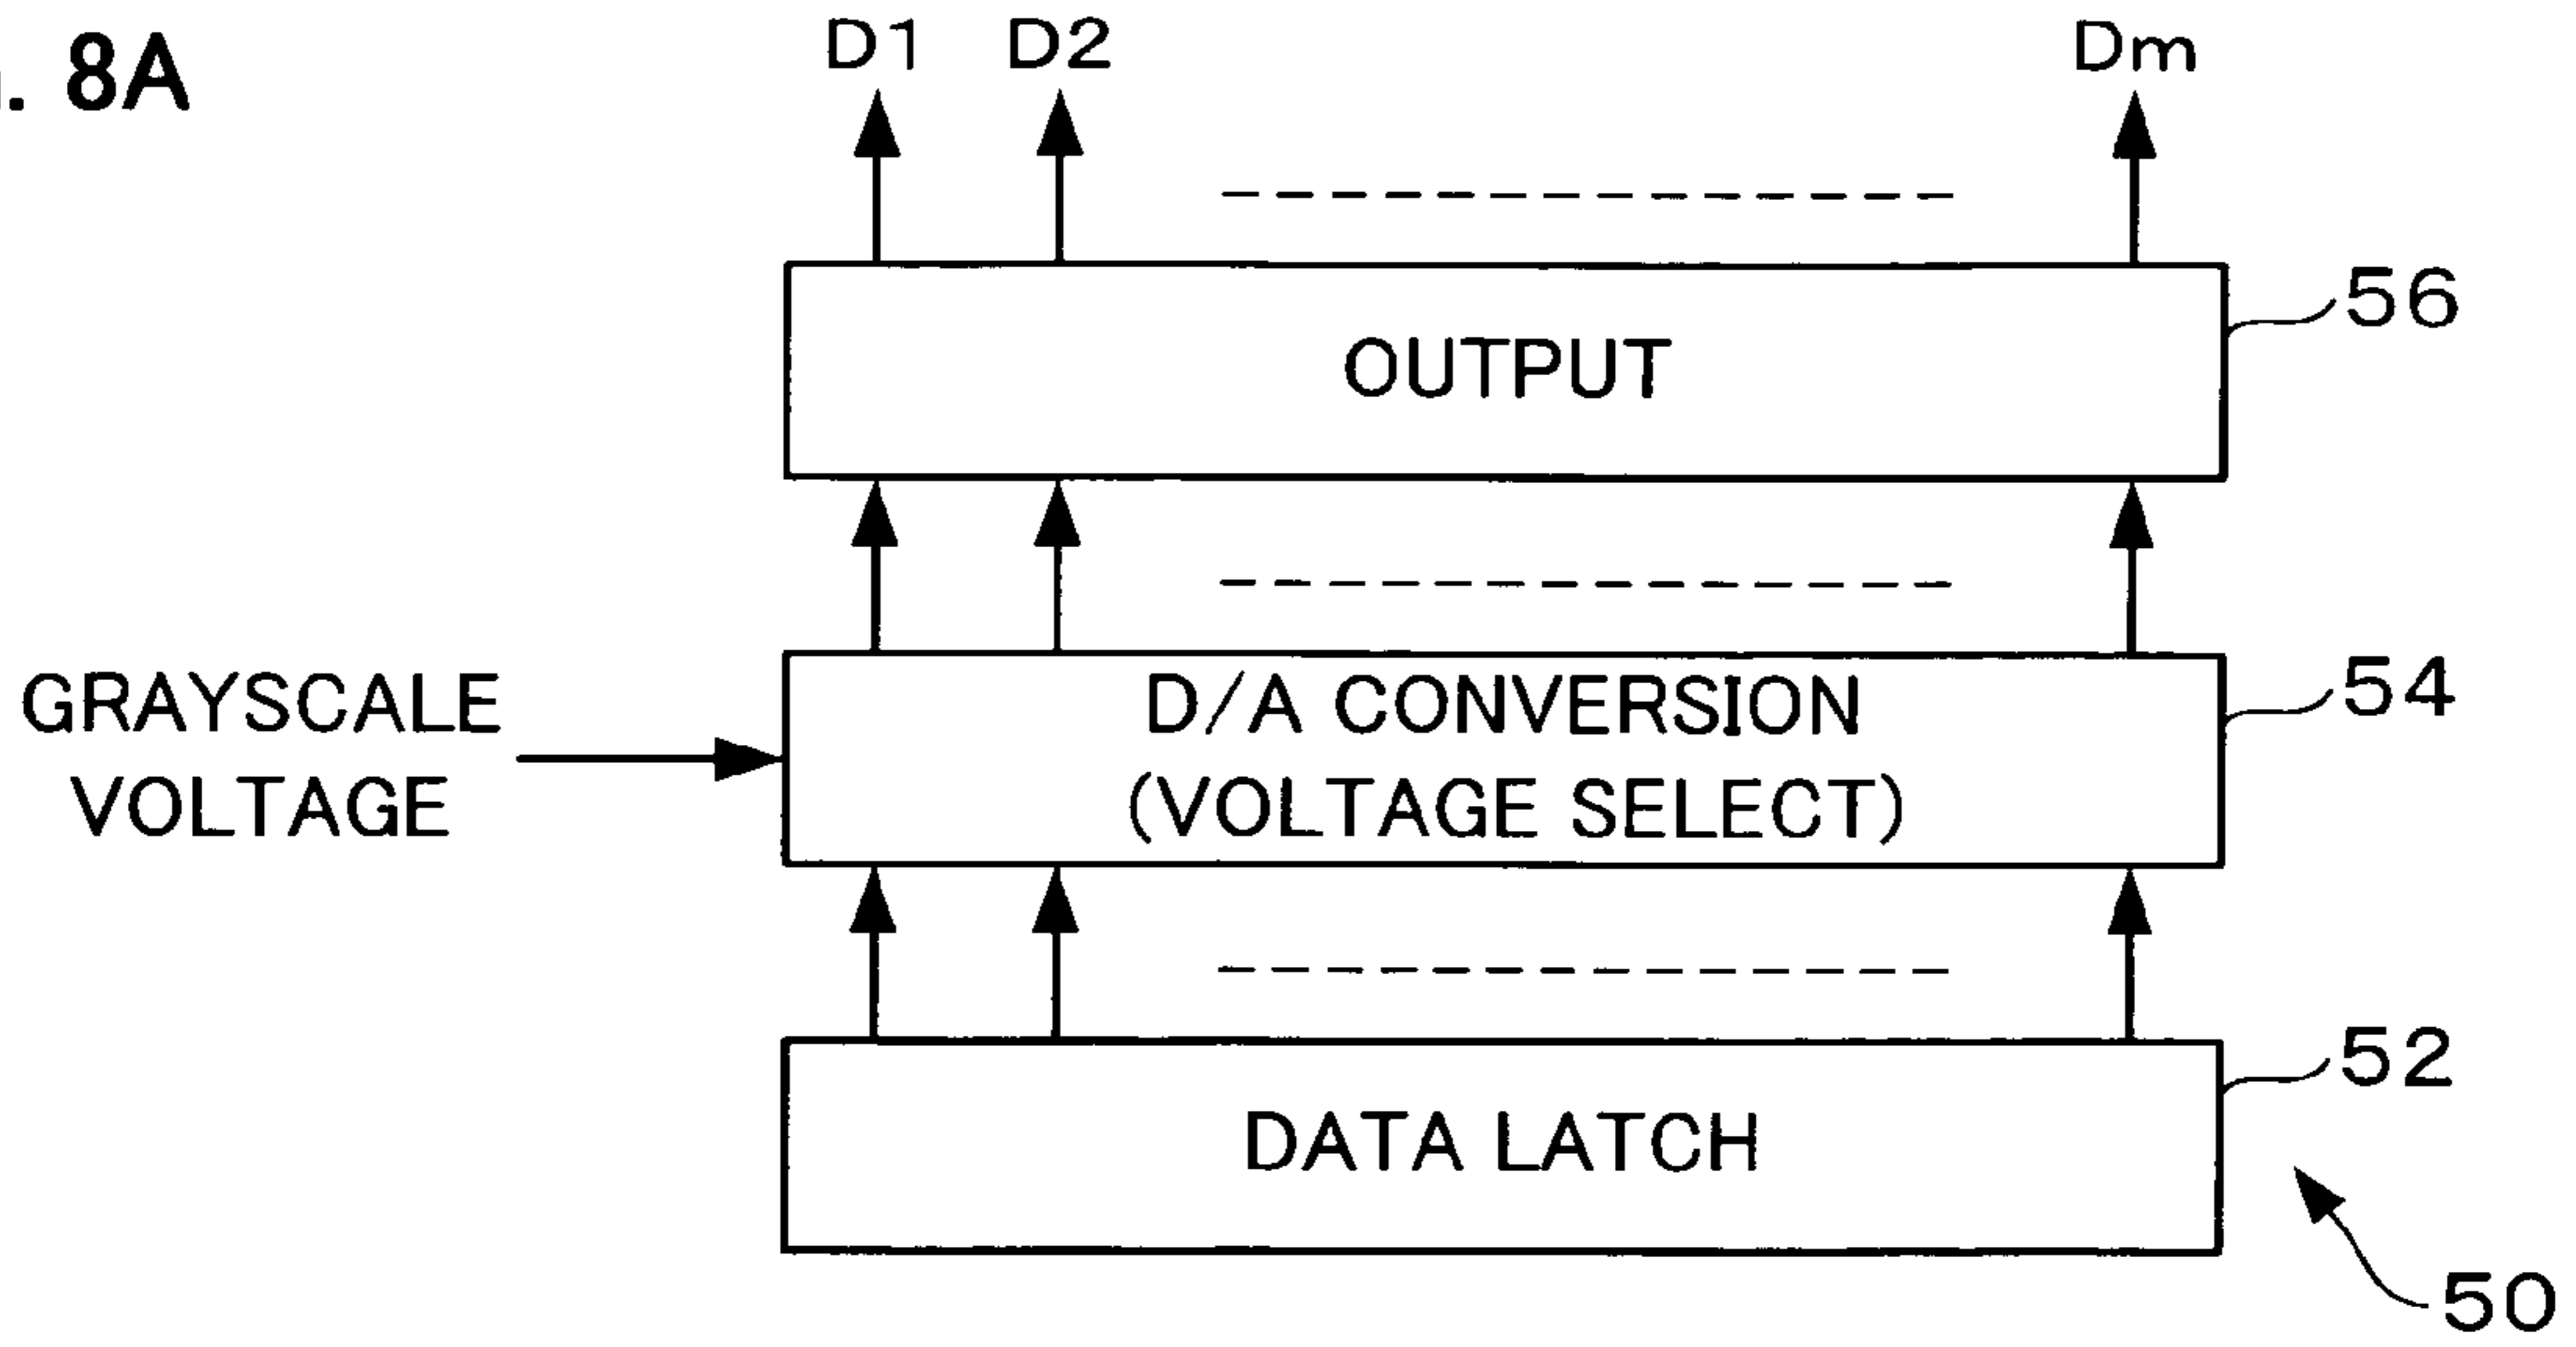 . 8A
D1 D2 Dm
56
OUTPUT
54
GRAYSCALE
VOLTAGE
D/A CONVERSION
(VOLTAGE SELECT)
52
DATA LATCH
50